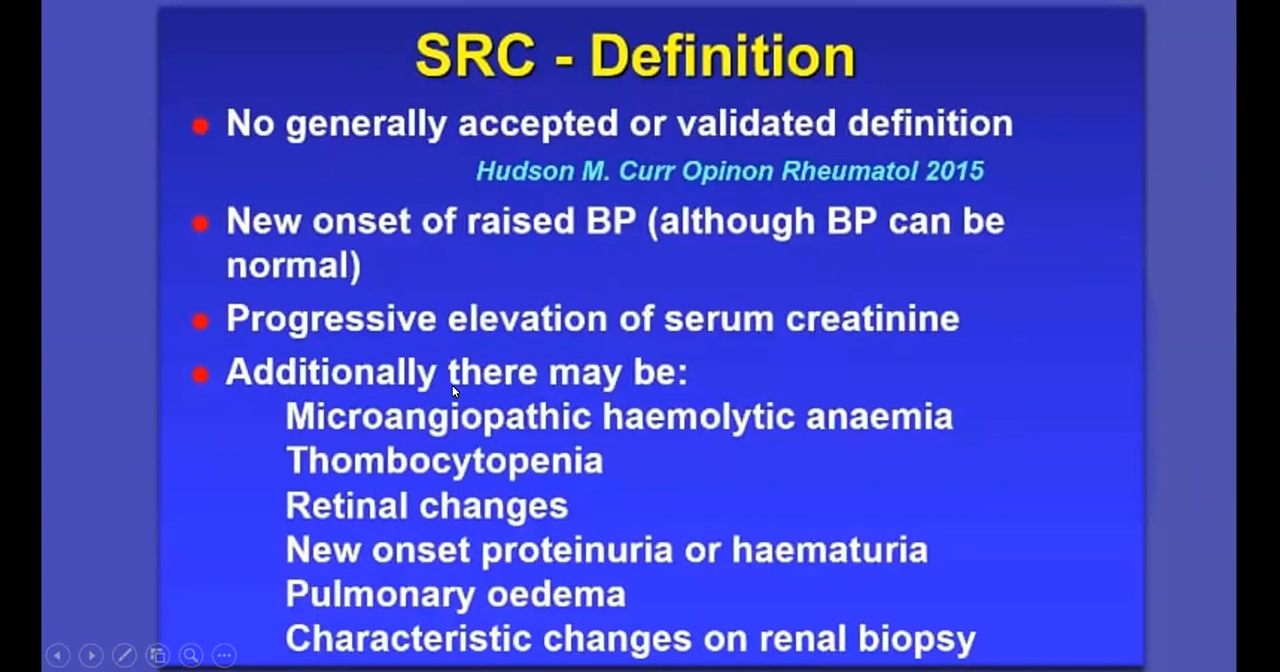 SRC - Definition
No generally accepted or validated definition
Hudson M. Curr Opinon Rheumatol 2015
New onset of raised BP (although BP can be
normal)
Progressive elevation of serum creatinine
Additionally there may be:
Microangiopathic haemolytic anaemia
Thombocytopenia
Retinal changes
New onset proteinuria or haematuria
Pulmonary oedema
Characteristic changes on renal biopsy